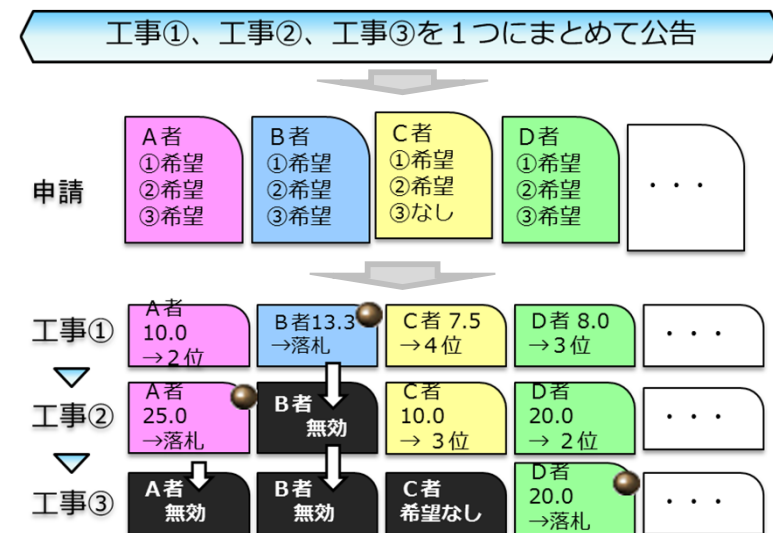 工事①、工事②、工事③を１つにまとめて公告
申請
Ａ者
①希望
②希望
③希望
Ｂ者
①希望
②希望
③希望
Ｃ者
①希望
②希望
③なし
Ｄ者
①希望
②希望
③希望
・・・
工事①
Ａ者
10.0
→２位
Ｂ者13.3
→落札
Ｃ者 7.5
→４位
Ｄ者 8.0
→３位
・・・
工事②
Ａ者
25.0
→落札
Ｂ者
無効
Ｃ者
10.0
→ ３位
Ｄ者
20.0
→ ２位
・・・
工事③
Ａ者
無効
Ｂ者
無効
Ｃ者
希望なし
Ｄ者
20.0
→落札
・・・